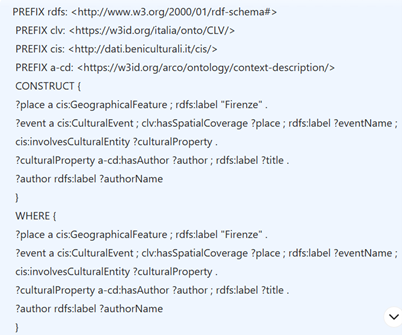 PREFIX rdfs: <http://www.w3.org/2000/01/rdf-schema#>
PREFIX clv: <https://w3id.org/italia/onto/CLV/>
PREFIX cis: <http://dati.beniculturali.it/cis/>
PREFIX a-cd: <https://w3id.org/arco/ontology/context-description/>
CONSTRUCT {
?place a cis:GeographicalFeature ; rdfs:label "Firenze" .
?event a cis:CulturalEvent ; clv:hasSpatialCoverage ?place ; rdfs:label ?eventName ;
cis:involvesCulturalEntity ?culturalProperty .
?culturalProperty a-cd:hasAuthor ?author ; rdfs:label ?title .
?author rdfs:label ?authorName
}
WHERE {
?place a cis:GeographicalFeature ; rdfs:label "Firenze" .
?event a cis:CulturalEvent ; clv:hasSpatialCoverage ?place ; rdfs:label ?eventName ;
cis:involvesCulturalEntity ?culturalProperty .
?culturalProperty a-cd:hasAuthor ?author ; rdfs:label ?title .
?author rdfs:label ?authorName
}